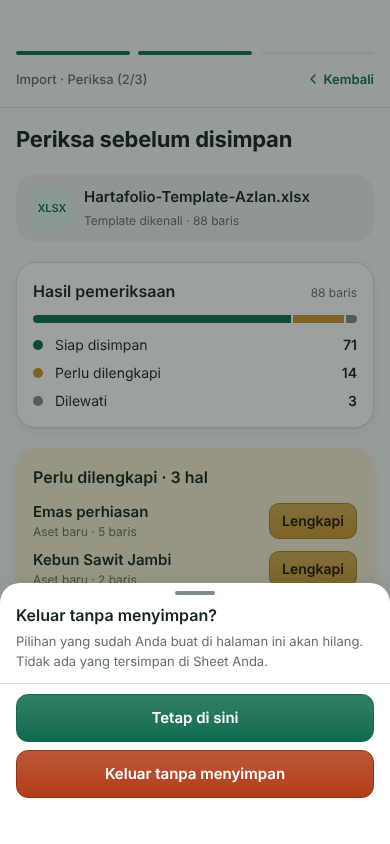 Import · Periksa (2/3)
Kembali
Periksa sebelum disimpan
XLSX
Hartafolio-Template-Azlan.xlsx
Template dikenali · 88 baris
Hasil pemeriksaan
88 baris
Siap disimpan
71
Perlu dilengkapi
14
Dilewati
3
Perlu dilengkapi · 3 hal
Emas perhiasan
Aset baru · 5 baris
Lengkapi
Kebun Sawit Jambi
Aset baru · 2 baris
Lengkapi
Keluar tanpa menyimpan?
Pilihan yang sudah Anda buat di halaman ini akan hilang.
Tidak ada yang tersimpan di Sheet Anda.
Tetap di sini
Keluar tanpa menyimpan